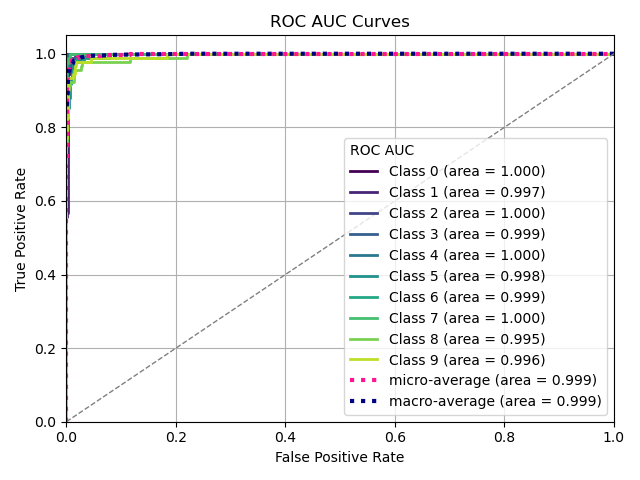 ROC AUC Curves
1.0
0.8
0.6
0.4
0.2
0.0
True Positive Rate
ROC AUC
Class 0 (area = 1.000)
Class 1 (area = 0.997)
Class 2 (area = 1.000)
Class 3 (area = 0.999)
Class 4 (area = 1.000)
Class 5 (area = 0.998)
Class 6 (area = 0.999)
Class 7 (area = 1.000)
Class 8 (area = 0.995)
Class 9 (area = 0.996)
micro-average (area = 0.999)
macro-average (area = 0.999)
0.0 0.2 0.4 0.6 0.8 1.0
False Positive Rate